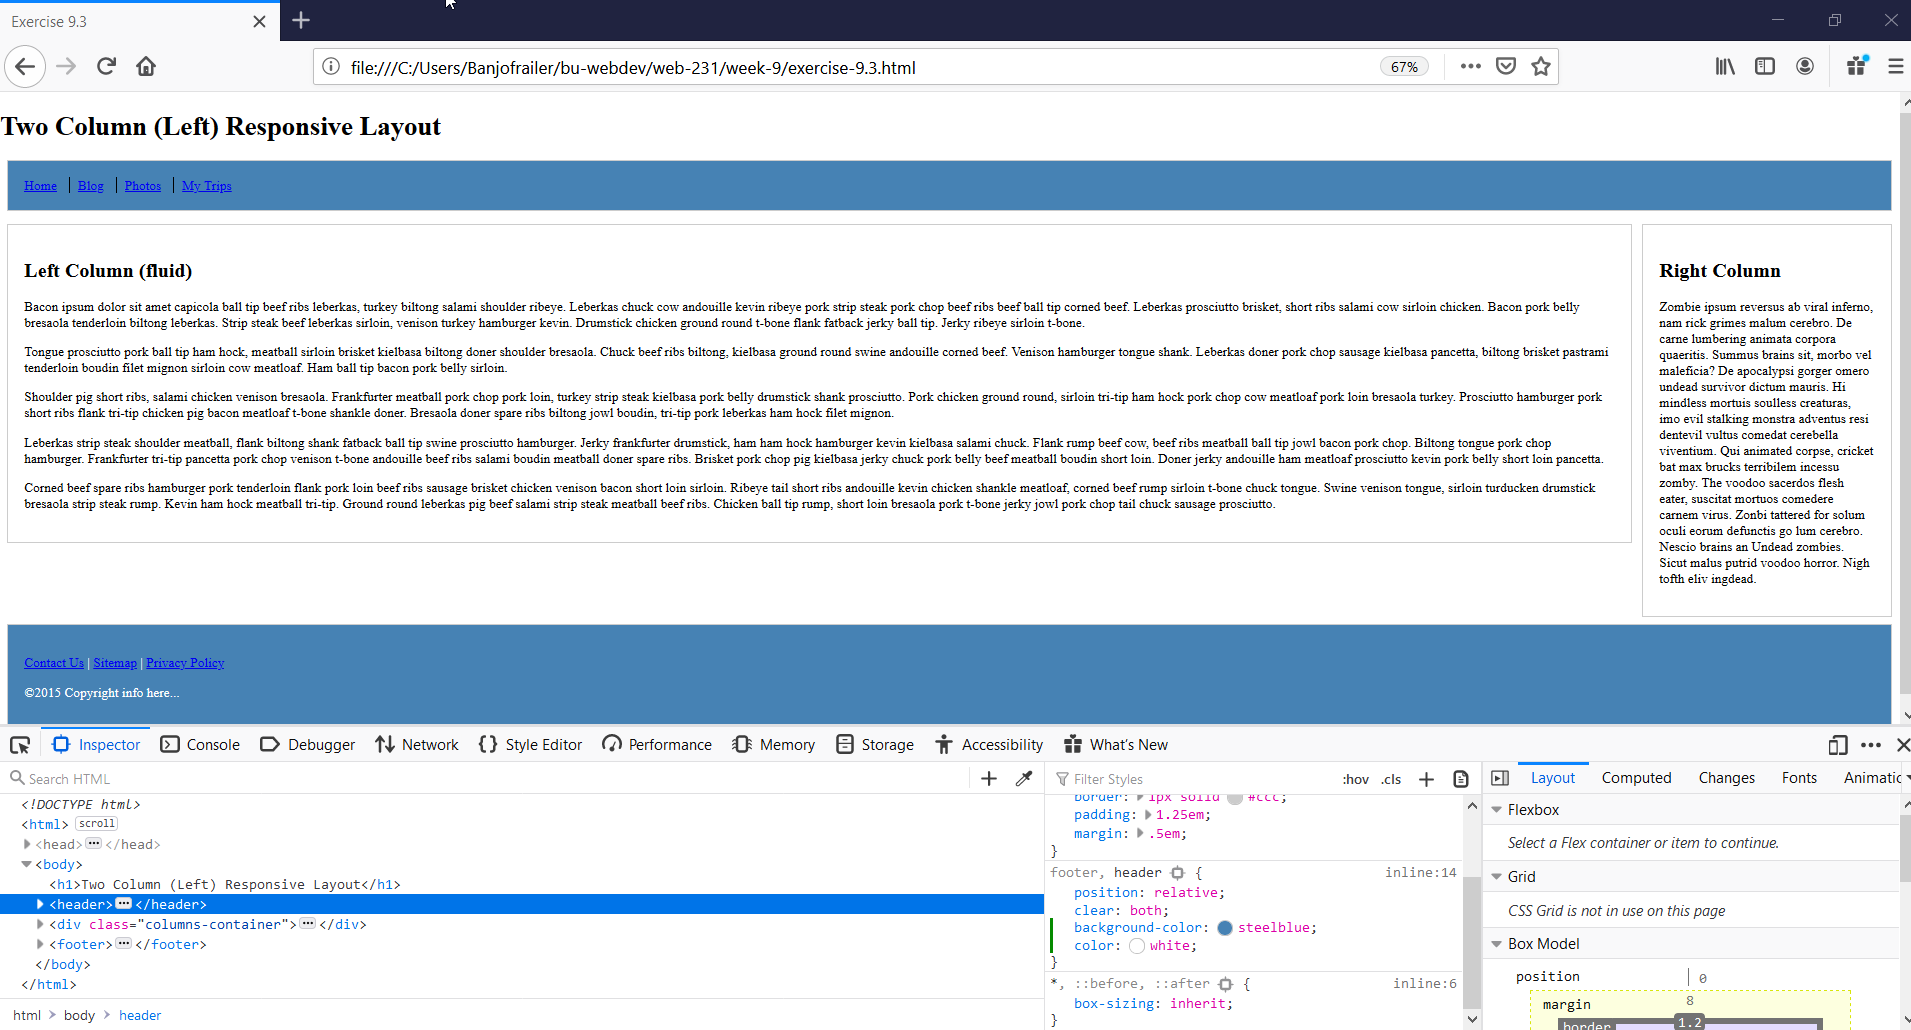 Exercise 9.3
file:///C:/Users/Banjofrailer/bu-webdev/web-231/week-9/exercise-9.3.html
67%
Two Column (Left) Responsive Layout
Home Blog Photos My Trips
Left Column (fluid)
Bacon ipsum dolor sit amet capicola ball tip beef ribs leberkas, turkey biltong salami shoulder ribeye. Leberkas chuck cow andouille kevin ribeye pork strip steak pork chop beef ribs beef ball tip corned beef. Leberkas prosciutto brisket, short ribs salami cow sirloin chicken. Bacon pork belly
bresaola tenderloin biltong leberkas. Strip steak beef leberkas sirloin, venison turkey hamburger kevin. Drumstick chicken ground round t-bone flank fatback jerky ball tip. Jerky ribeye sirloin t-bone.
Tongue prosciutto pork ball tip ham hock, meatball sirloin brisket kielbasa biltong doner shoulder bresaola. Chuck beef ribs biltong, kielbasa ground round swine andouille corned beef. Venison hamburger tongue shank. Leberkas doner pork chop sausage kielbasa pancetta, biltong brisket pastrami
tenderloin boudin filet mignon sirloin cow meatloaf. Ham ball tip bacon pork belly sirloin.
Shoulder pig short ribs, salami chicken venison bresaola. Frankfurter meatball pork chop pork loin, turkey strip steak kielbasa pork belly drumstick shank prosciutto. Pork chicken ground round, sirloin tri-tip ham hock pork chop cow meatloaf pork loin bresaola turkey. Prosciutto hamburger pork
short ribs flank tri-tip chicken pig bacon meatloaf t-bone shankle doner. Bresaola doner spare ribs biltong jowl boudin, tri-tip pork leberkas ham hock filet mignon.
Leberkas strip steak shoulder meatball, flank biltong shank fatback ball tip swine prosciutto hamburger. Jerky frankfurter drumstick, ham ham hock hamburger kevin kielbasa salami chuck. Flank rump beef cow, beef ribs meatball ball tip jowl bacon pork chop. Biltong tongue pork chop
hamburger. Frankfurter tri-tip pancetta pork chop venison t-bone andouille beef ribs salami boudin meatball doner spare ribs. Brisket pork chop pig kielbasa jerky chuck pork belly beef meatball boudin short loin. Doner jerky andouille ham meatloaf prosciutto kevin pork belly short loin pancetta.
Corned beef spare ribs hamburger pork tenderloin flank pork loin beef ribs sausage brisket chicken venison bacon short loin sirloin. Ribeye tail short ribs andouille kevin chicken shankle meatloaf, corned beef rump sirloin t-bone chuck tongue. Swine venison tongue, sirloin turducken drumstick
bresaola strip steak rump. Kevin ham hock meatball tri-tip. Ground round leberkas pig beef salami strip steak meatball beef ribs. Chicken ball tip rump, short loin bresaola pork t-bone jerky jowl pork chop tail chuck sausage prosciutto.
Right Column
Zombie ipsum reversus ab viral inferno,
nam rick grimes malum cerebro. De
carne lumbering animata corpora
quaeritis. Summus brains sit, morbo vel
maleficia? De apocalypsi gorger omero
undead survivor dictum mauris. Hi
mindless mortuis soulless creaturas,
imo evil stalking monstra adventus resi
dentevil vultus comedat cerebella
viventium. Qui animated corpse, cricket
bat max brucks terribilem incessu
zomby. The voodoo sacerdos flesh
eater, suscitat mortuos comedere
carnem virus. Zonbi tattered for solum
oculi eorum defunctis go lum cerebro.
Nescio brains an Undead zombies.
Sicut malus putrid voodoo horror. Nigh
tofth eliv ingdead.
Contact Us | Sitemap | Privacy Policy
©2015 Copyright info here...
Inspector Console Debugger Network Style Editor Performance Memory Storage Accessibility What's New
Search HTML
<!DOCTYPE html>
<html> scroll
<head> ··· </head>
<body>
<h1>Two Column (Left) Responsive Layout</h1>
<header> ··· </header>
<div class="columns-container"> ··· </div>
<footer> ··· </footer>
</body>
</html>
html > body > header
Filter Styles :hov .cls
border: 1px solid #ccc;
padding: 1.25em;
margin: .5em;
}
footer, header { inline:14
position: relative;
clear: both;
background-color: steelblue;
color: white;
}
*, ::before, ::after { inline:6
box-sizing: inherit;
}
Layout Computed Changes Fonts Animatic
Flexbox
Select a Flex container or item to continue.
Grid
CSS Grid is not in use on this page
Box Model
position 0
margin 8
border 1.2